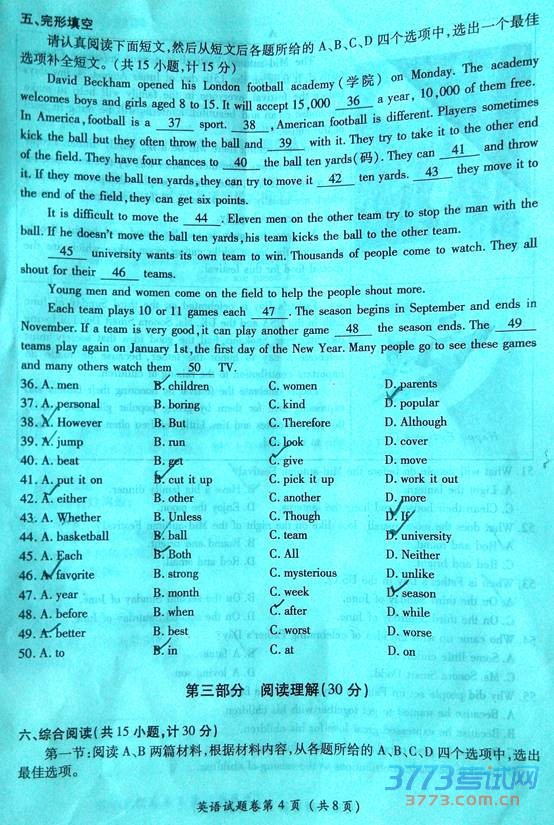 五、完形填空
请认真阅读下面短文,然后从短文后各题所给的 A、B、C、D 四个选项中,选出一个最佳
选项补全短文。(共 15 小题,计 15 分)
David Beckham opened his London football academy (学院) on Monday. The academy
welcomes boys and girls aged 8 to 15. It will accept 15,000 36 a year, 10,000 of them free.
In America, football is a 37 sport. 38 , American football is different. Players sometimes
kick the ball but they often throw the ball and 39 with it. They try to take it to the other end
of the field. They have four chances to 40 the ball ten yards(码). They can 41 and throw
it. If they move the ball ten yards, they can try to move it 42 ten yards. 43 they move it to
the end of the field, they can get six points.
It is difficult to move the 44 . Eleven men on the other team try to stop the man with the
ball. If he doesn't move the ball ten yards, his team kicks the ball to the other team.
45 university wants its own team to win. Thousands of people come to watch. They all
shout for their 46 teams.
Young men and women come on the field to help the people shout more.
Each team plays 10 or 11 games each 47 . The season begins in September and ends in
November. If a team is very good, it can play another game 48 the season ends. The 49
teams play again on January 1st, the first day of the New Year. Many people go to see these games
and many others watch them 50 TV.
36. A. men B. children C. women D. parents
37. A. personal B. boring C. kind D. popular
38. A. However B. But C. Therefore D. Although
39. A. jump B. run C. look D. cover
40. A. beat B. get C. give D. move
41. A. put it on B. cut it up C. pick it up D. work it out
42. A. either B. other C. another D. more
43. A. Whether B. Unless C. Though D. If
44. A. basketball B. ball C. team D. university
45. A. Each B. Both C. All D. Neither
46. A. favorite B. strong C. mysterious D. unlike
47. A. year B. month C. week D. season
48. A. before B. when C. after D. while
49. A. better B. best C. worst D. worse
50. A. to B. in C. at D. on
第三部分 阅读理解(30 分)
六、综合阅读(共 15 小题,计 30 分)
第一节:阅读 A、B 两篇材料,根据材料内容,从各题所给的 A、B、C、D 四个选项中,选出
最佳选项。
3773考试网
3773.com.cn
英语试题卷第 4 页 (共 8 页)